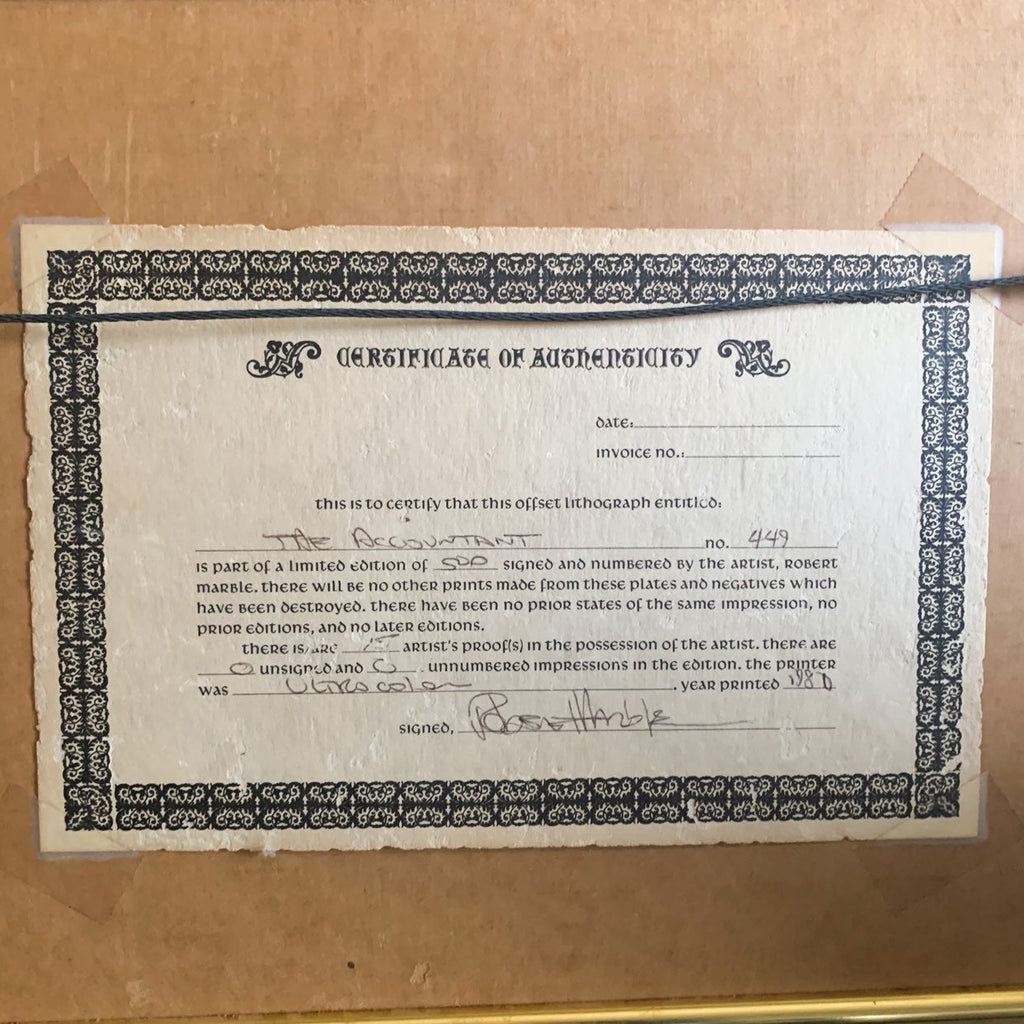 CERTIFICATE OF AUTHENTICITY
DATE:
INVOICE NO.:
THIS IS TO CERTIFY THAT THIS OFFSET LITHOGRAPH ENTITLED:
THE ACCOUNTANT NO. 449
IS PART OF A LIMITED EDITION OF 500 SIGNED AND NUMBERED BY THE ARTIST, ROBERT
MARBLE. THERE WILL BE NO OTHER PRINTS MADE FROM THESE PLATES AND NEGATIVES WHICH
HAVE BEEN DESTROYED. THERE HAVE BEEN NO PRIOR STATES OF THE SAME IMPRESSION, NO
PRIOR EDITIONS, AND NO LATER EDITIONS.
THERE IS/ARE ARTIST'S PROOF(S) IN THE POSSESSION OF THE ARTIST. THERE ARE
0 UNSIGNED AND 0 UNNUMBERED IMPRESSIONS IN THE EDITION. THE PRINTER
WAS Ultracolor. YEAR PRINTED
SIGNED, Robert Marble